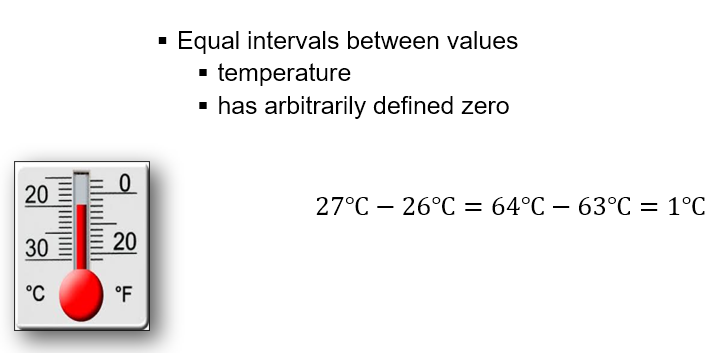 ▪ Equal intervals between values
▪ temperature
▪ has arbitrarily defined zero
27°C − 26°C = 64°C − 63°C = 1°C
20 0
30 20
°C °F